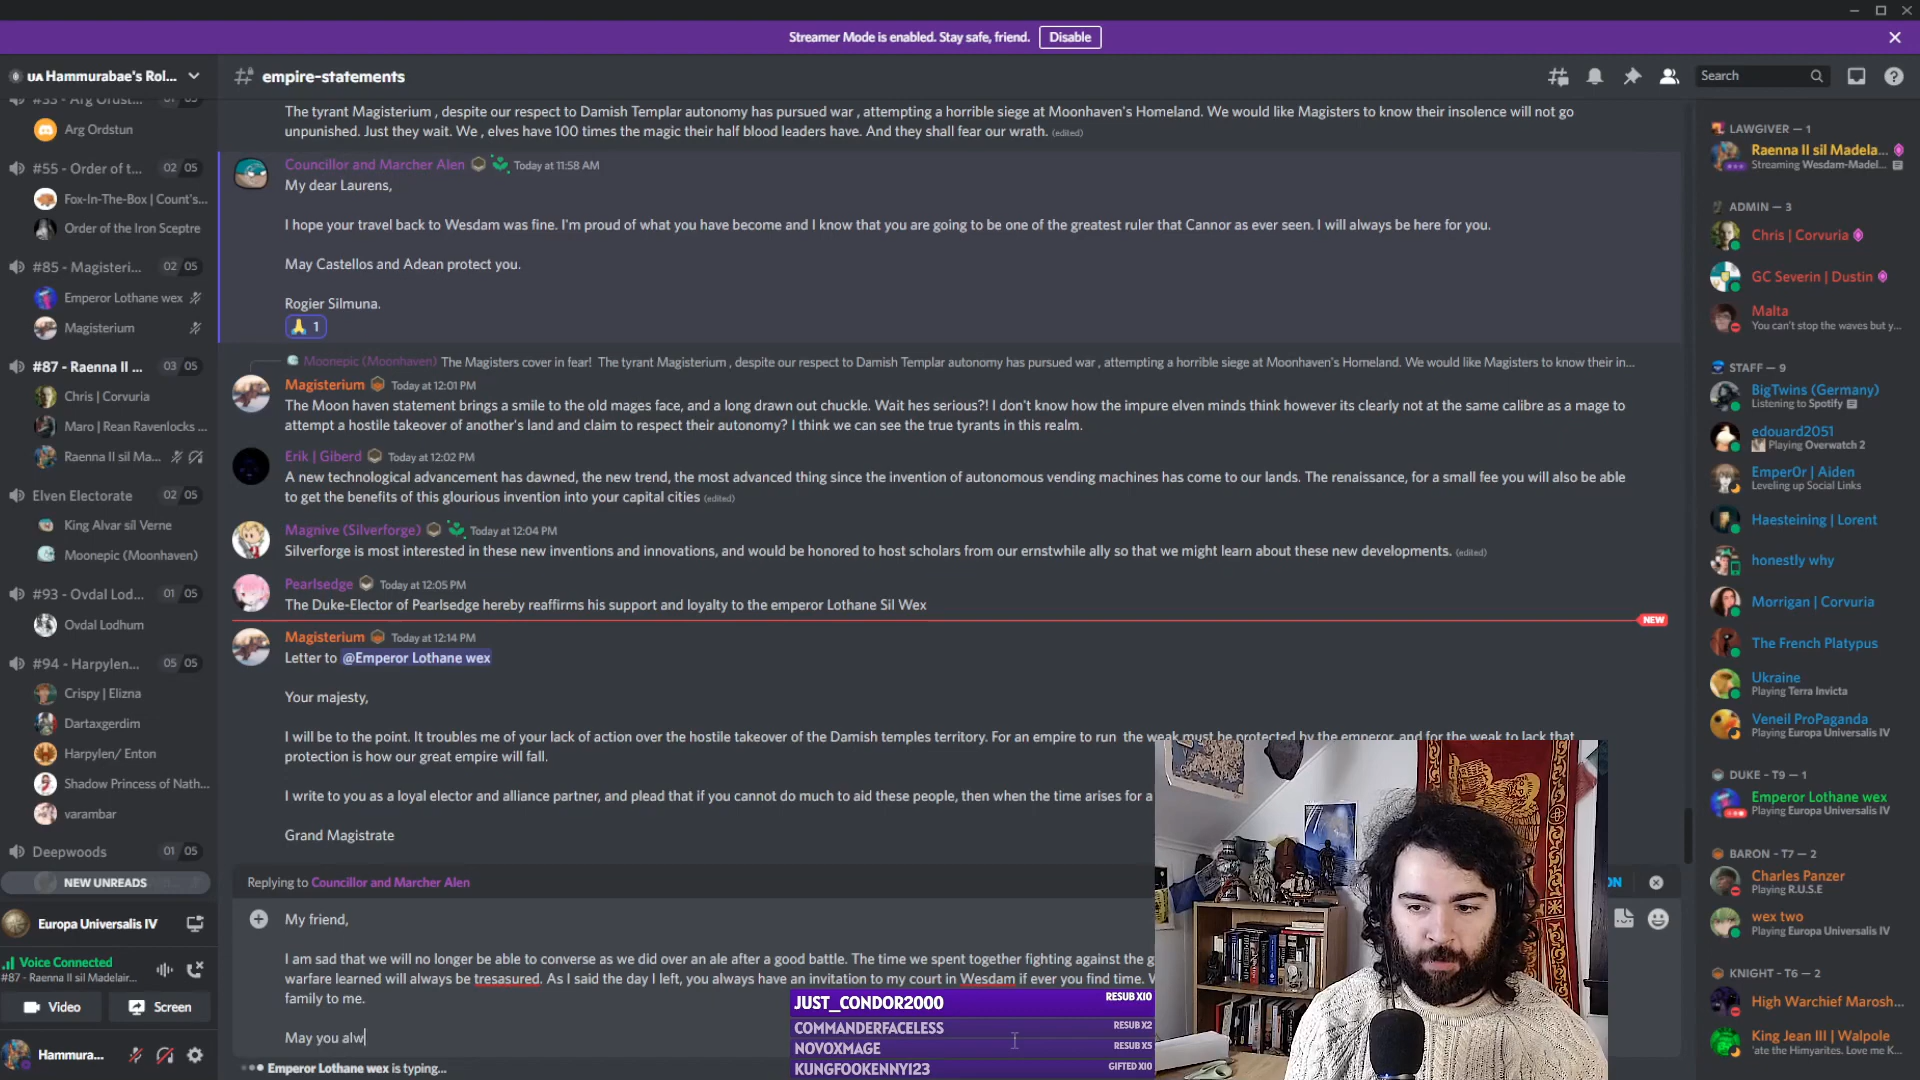 Streamer Mode is enabled. Stay safe, friend.
Disable
UA Hammurabae's Rol...
empire-statements
Search
Arg Ordstun
#55 - Order of t...
02 05
Fox-In-The-Box | Count's...
Order of the Iron Sceptre
#85 - Magisteri...
02 05
Emperor Lothane wex
Magisterium
#87 - Raenna II ...
03 05
Chris | Corvuria
Maro | Rean Ravenlocks ...
Raenna II sil Ma...
Elven Electorate
02 05
King Alvar síl Verne
Moonepic (Moonhaven)
#93 - Ovdal Lod...
01 05
Ovdal Lodhum
#94 - Harpylen...
05 05
Crispy | Elizna
Dartaxgerdim
Harpylen/ Enton
Shadow Princess of Nath...
varambar
Deepwoods
01 05
NEW UNREADS
Europa Universalis IV
Voice Connected
#87 - Raenna II sil Madelair...
Video
Screen
Hammura...
The tyrant Magisterium , despite our respect to Damish Templar autonomy has pursued war , attempting a horrible siege at Moonhaven's Homeland. We would like Magisters to know their insolence will not go
unpunished. Just they wait. We , elves have 100 times the magic their half blood leaders have. And they shall fear our wrath. (edited)
Councillor and Marcher Alen
Today at 11:58 AM
My dear Laurens,
I hope your travel back to Wesdam was fine. I'm proud of what you have become and I know that you are going to be one of the greatest ruler that Cannor as ever seen. I will always be here for you.
May Castellos and Adean protect you.
Rogier Silmuna.
1
Moonepic (Moonhaven) The Magisters cover in fear! The tyrant Magisterium , despite our respect to Damish Templar autonomy has pursued war , attempting a horrible siege at Moonhaven's Homeland. We would like Magisters to know their in...
Magisterium
Today at 12:01 PM
The Moon haven statement brings a smile to the old mages face, and a long drawn out chuckle. Wait hes serious?! I don't know how the impure elven minds think however its clearly not at the same calibre as a mage to
attempt a hostile takeover of another's land and claim to respect their autonomy? I think we can see the true tyrants in this realm.
Erik | Giberd
Today at 12:02 PM
A new technological advancement has dawned, the new trend, the most advanced thing since the invention of autonomous vending machines has come to our lands. The renaissance, for a small fee you will also be able
to get the benefits of this glourious invention into your capital cities (edited)
Magnive (Silverforge)
Today at 12:04 PM
Silverforge is most interested in these new inventions and innovations, and would be honored to host scholars from our ernstwhile ally so that we might learn about these new developments. (edited)
Pearlsedge
Today at 12:05 PM
The Duke-Elector of Pearlsedge hereby reaffirms his support and loyalty to the emperor Lothane Sil Wex
NEW
Magisterium
Today at 12:14 PM
Letter to @Emperor Lothane wex
Your majesty,
I will be to the point. It troubles me of your lack of action over the hostile takeover of the Damish temples territory. For an empire to run the weak must be protected by the emperor, and for the weak to lack that
protection is how our great empire will fall.
I write to you as a loyal elector and alliance partner, and plead that if you cannot do much to aid these people, then when the time arises for a
Grand Magistrate
Replying to Councillor and Marcher Alen
ON
My friend,
I am sad that we will no longer be able to converse as we did over an ale after a good battle. The time we spent together fighting against the g
warfare learned will always be tresasured. As I said the day I left, you always have an invitation to my court in Wesdam if ever you find time. W
family to me.
May you alw
Emperor Lothane wex is typing...
JUST_CONDOR2000
RESUB X10
COMMANDERFACELESS
RESUB X2
NOVOXMAGE
RESUB X5
KUNGFOOKENNY123
GIFTED X10
LAWGIVER — 1
Raenna II sil Madela...
Streaming Wesdam-Madel...
ADMIN — 3
Chris | Corvuria
GC Severin | Dustin
Malta
You can't stop the waves but y...
STAFF — 9
BigTwins (Germany)
Listening to Spotify
edouard2051
Playing Overwatch 2
Emper0r | Aiden
Leveling up Social Links
Haesteining | Lorent
honestly why
Morrigan | Corvuria
The French Platypus
Ukraine
Playing Terra Invicta
Veneil ProPaganda
Playing Europa Universalis IV
DUKE - T9 — 1
Emperor Lothane wex
Playing Europa Universalis IV
BARON - T7 — 2
Charles Panzer
Playing R.U.S.E
wex two
Playing Europa Universalis IV
KNIGHT - T6 — 2
High Warchief Marosh...
King Jean III | Walpole
'ate the Himyarites. Love me K...